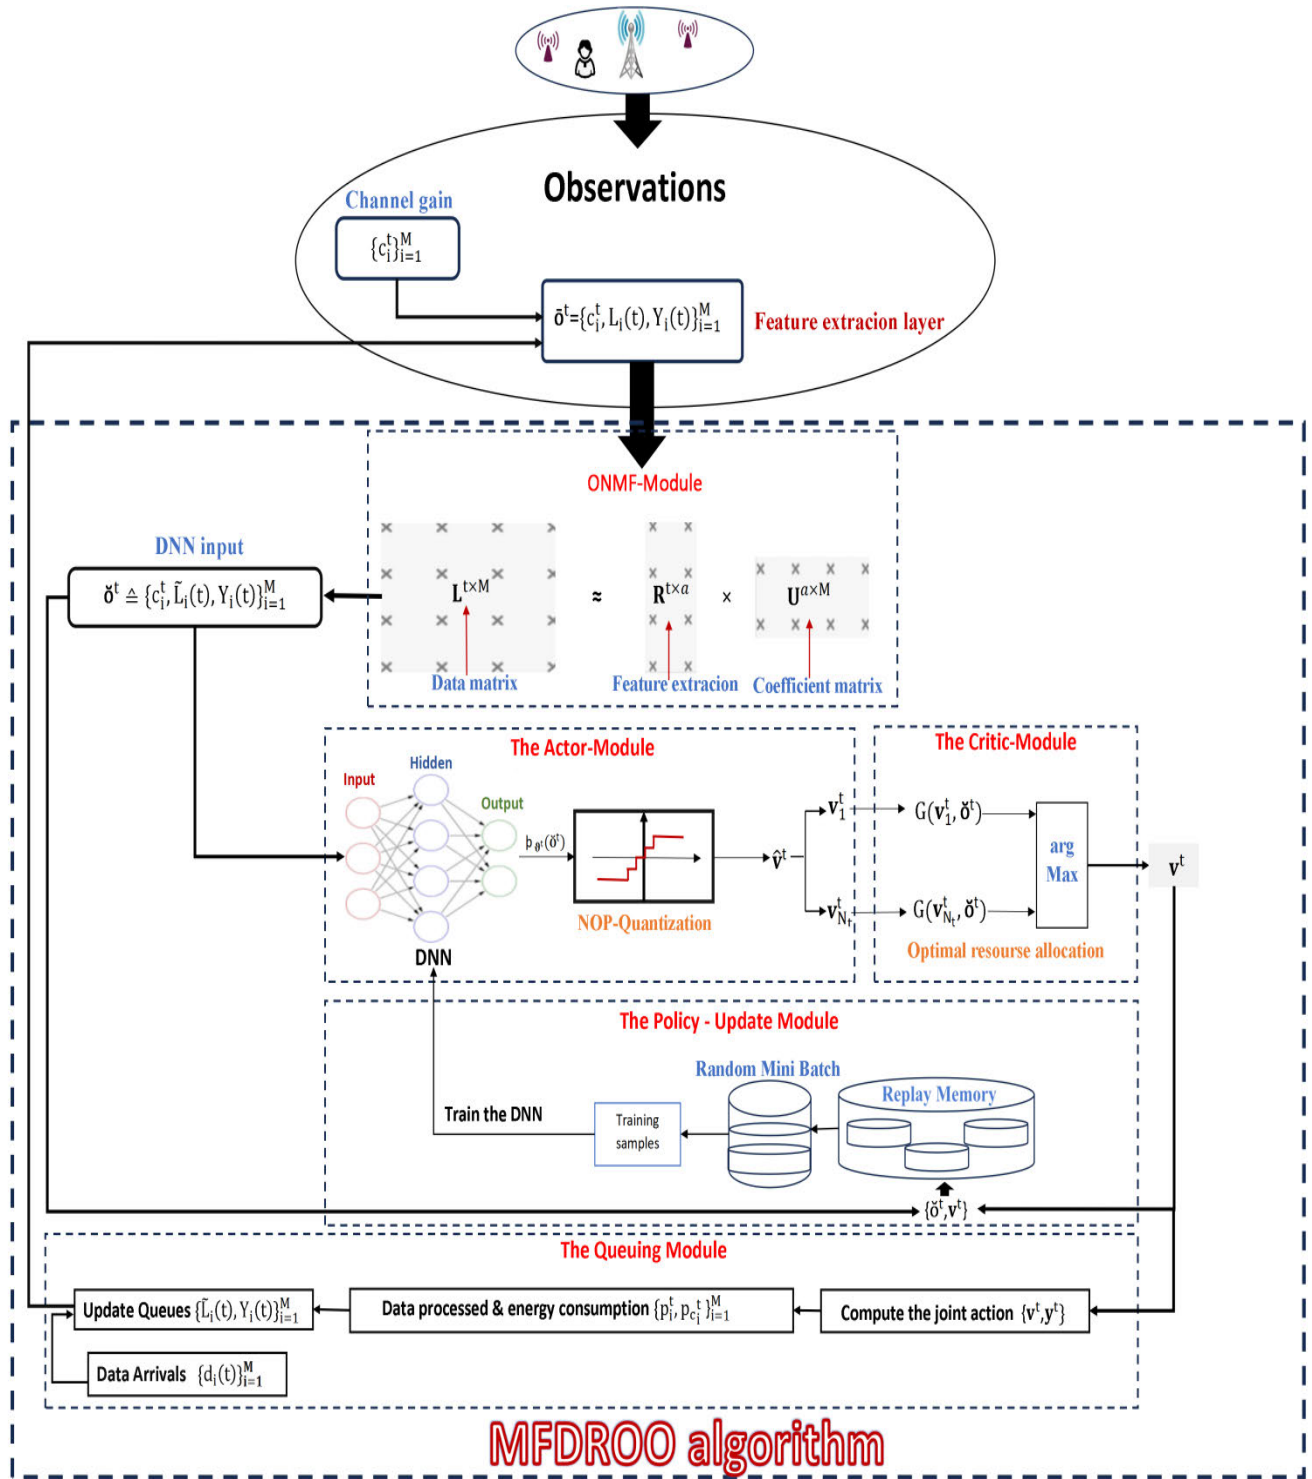 Observations
Channel gain
{c_i^t}_{i=1}^M
ō^t={c_i^t, L_i(t), Y_i(t)}_{i=1}^M
Feature extracion layer
ONMF-Module
DNN input
ŏ^t ≜ {c_i^t, L̃_i(t), Y_i(t)}_{i=1}^M
L^{t×M} ≈ R^{t×a} × U^{a×M}
Data matrix
Feature extracion
Coefficient matrix
The Actor-Module
The Critic-Module
Input
Hidden
Output
þ_{θ^t}(ŏ^t)
v̂^t
v_1^t
v_{N_t}^t
G(v_1^t, ŏ^t)
G(v_{N_t}^t, ŏ^t)
arg
Max
v^t
NOP-Quantization
Optimal resourse allocation
DNN
The Policy - Update Module
Random Mini Batch
Replay Memory
Train the DNN
Training
samples
{ŏ^t, v^t}
The Queuing Module
Update Queues {L̃_i(t), Y_i(t)}_{i=1}^M
Data processed & energy consumption {p_i^t, p_{c_i}^t}_{i=1}^M
Compute the joint action {v^t, y^t}
Data Arrivals {d_i(t)}_{i=1}^M
MFDROO algorithm